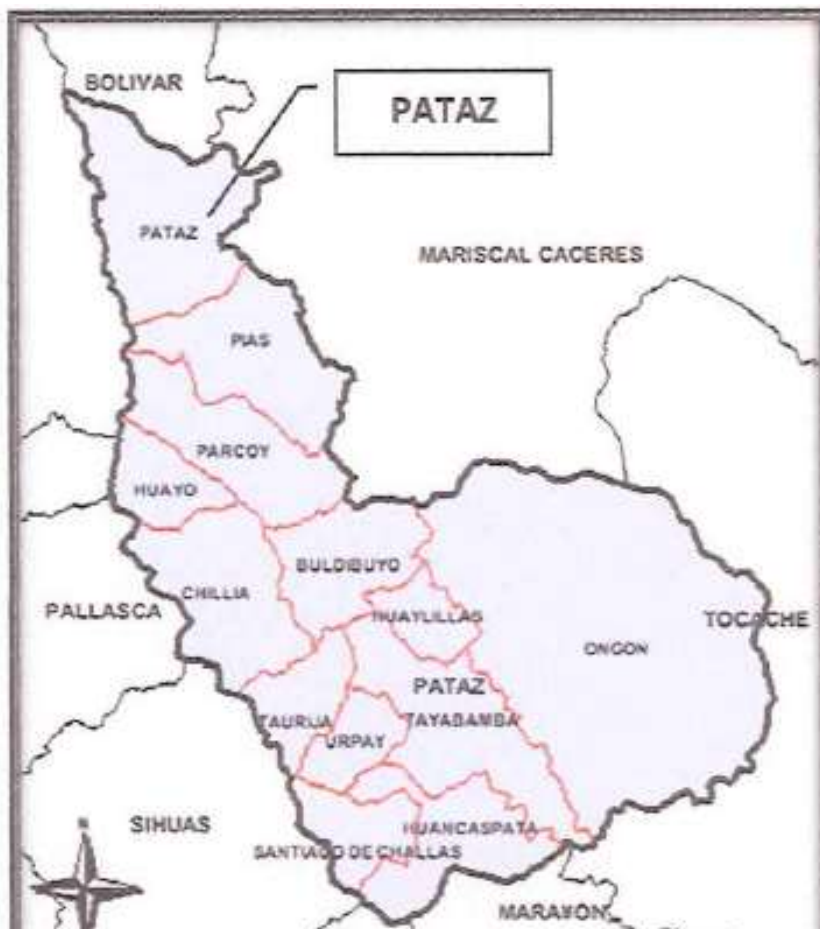 BOLIVAR
PATAZ
PATAZ
MARISCAL CACERES
PIAS
PARCOY
HUAYO
BULDIBUYO
CHILLIA
PALLASCA
HUAYLILLAS
TOCACHE
ONGON
PATAZ
TAYABAMBA
TAURIJA
URPAY
SIHUAS
HUANCASPATA
SANTIAGO DE CHALLAS
MARAÑON
N